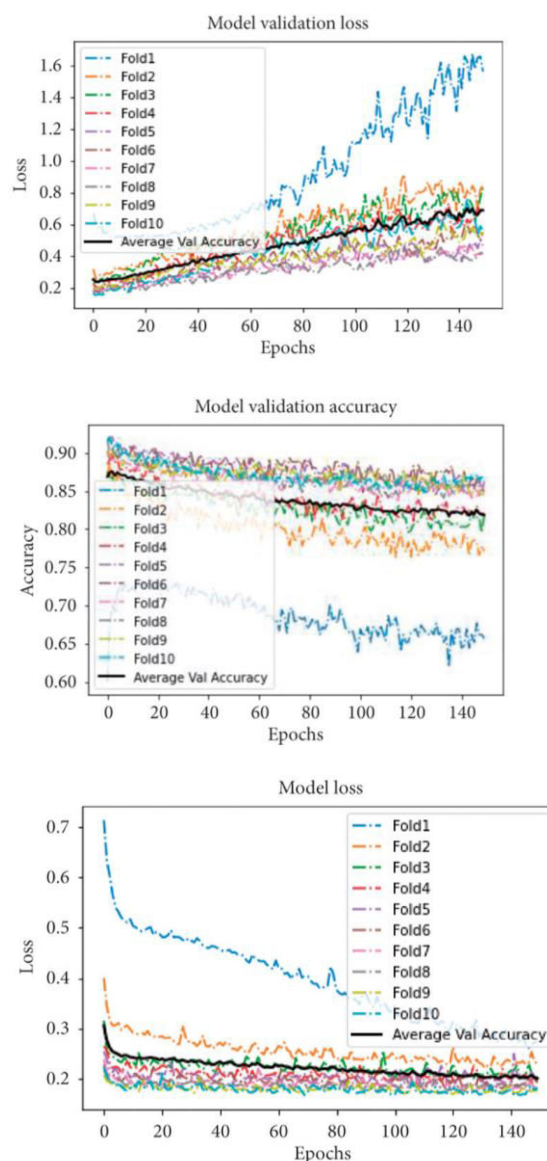 Model validation loss
Loss
1.6
1.4
1.2
1.0
0.8
0.6
0.4
0.2
Fold1
Fold2
Fold3
Fold4
Fold5
Fold6
Fold7
Fold8
Fold9
Fold10
Average Val Accuracy
0 20 40 60 80 100 120 140
Epochs
Model validation accuracy
Accuracy
0.90
0.85
0.80
0.75
0.70
0.65
0.60
Fold1
Fold2
Fold3
Fold4
Fold5
Fold6
Fold7
Fold8
Fold9
Fold10
Average Val Accuracy
0 20 40 60 80 100 120 140
Epochs
Model loss
Loss
0.7
0.6
0.5
0.4
0.3
0.2
Fold1
Fold2
Fold3
Fold4
Fold5
Fold6
Fold7
Fold8
Fold9
Fold10
Average Val Accuracy
0 20 40 60 80 100 120 140
Epochs